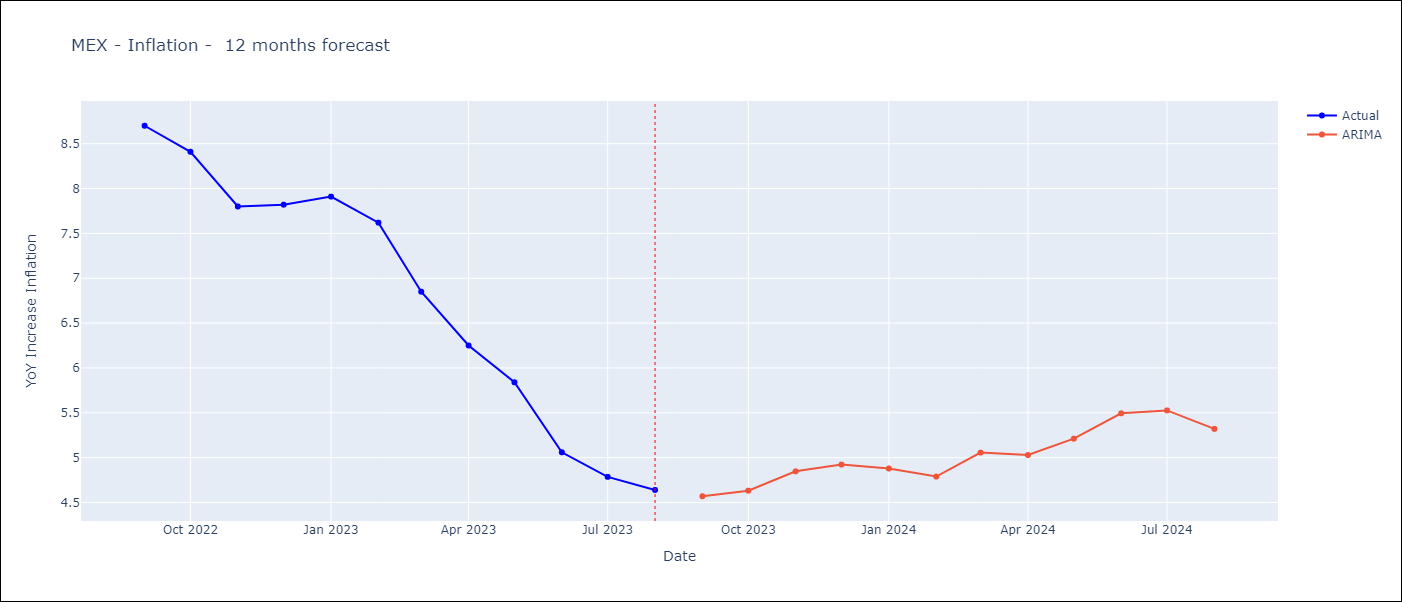 MEX - Inflation -  12 months forecast
Actual
ARIMA
YoY Increase Inflation
8.5
8
7.5
7
6.5
6
5.5
5
4.5
Oct 2022
Jan 2023
Apr 2023
Jul 2023
Oct 2023
Jan 2024
Apr 2024
Jul 2024
Date